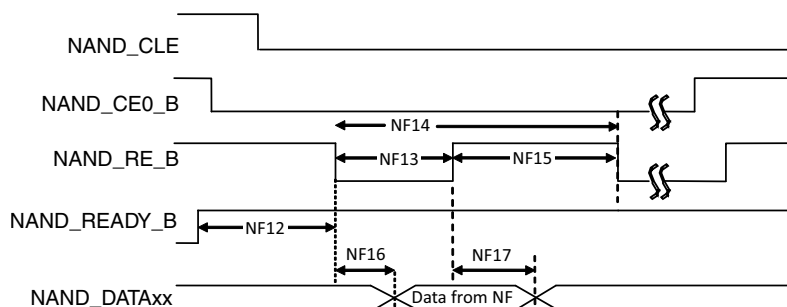 NAND_CLE
NAND_CE0_B
NF14
NAND_RE_B
NF13
NF15
NAND_READY_B
NF12
NF16
NF17
NAND_DATAxx
Data from NF